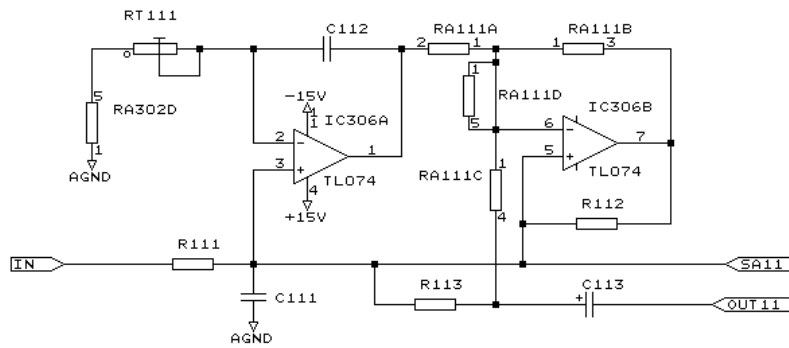 RT111
C112
RA111A
RA111B
2
1
1
3
5
RA302D
1
AGND
-15V
1
1
IC306A
2
-
3
+
1
TL074
4
+15V
1
RA111D
5
IC306B
6
-
5
+
7
TL074
1
RA111C
4
R112
IN
R111
SA11
C111
AGND
R113
+
C113
OUT11